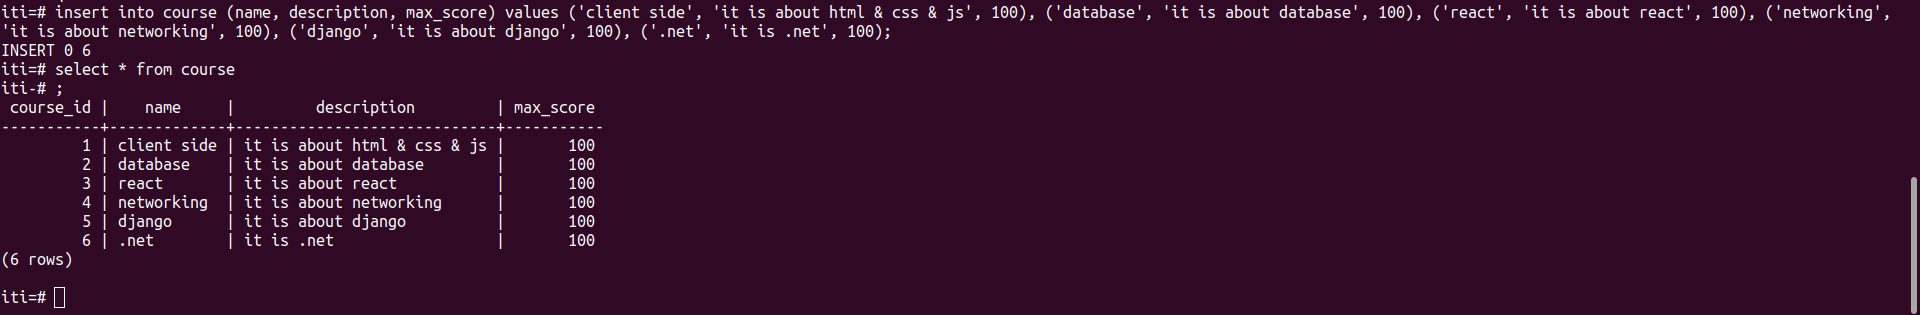 iti=# insert into course (name, description, max_score) values ('client side', 'it is about html & css & js', 100), ('database', 'it is about database', 100), ('react', 'it is about react', 100), ('networking',
'it is about networking', 100), ('django', 'it is about django', 100), ('.net', 'it is .net', 100);
INSERT 0 6
iti=# select * from course
iti-# ;
 course_id |    name     |         description         | max_score
-----------+-------------+-----------------------------+-----------
         1 | client side | it is about html & css & js |       100
         2 | database    | it is about database        |       100
         3 | react       | it is about react           |       100
         4 | networking  | it is about networking      |       100
         5 | django      | it is about django          |       100
         6 | .net        | it is .net                  |       100
(6 rows)
iti=#